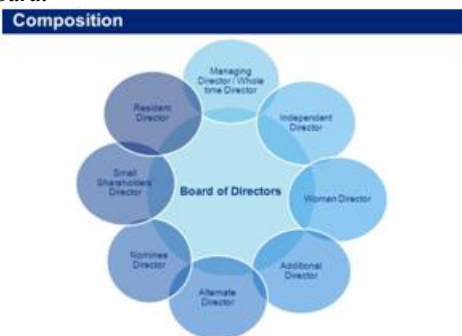 Composition
Managing
Director / Whole
time Director
Independent
Director
Woman Director
Additional
Director
Alternate
Director
Nominee
Director
Small
Shareholders'
Director
Resident
Director
Board of Directors